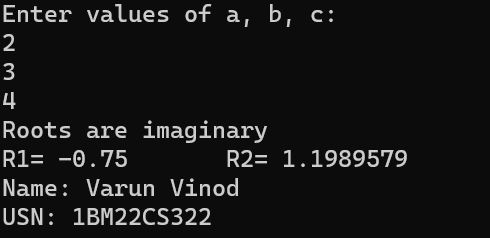 Enter values of a, b, c:
2
3
4
Roots are imaginary
R1= -0.75       R2= 1.1989579
Name: Varun Vinod
USN: 1BM22CS322